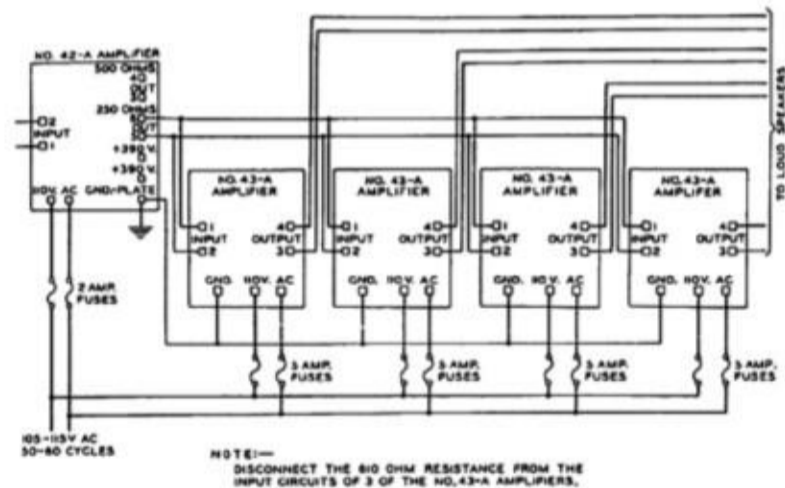 NO. 42-A AMPLIFIER
500 OHMS
4
OUT
3
250 OHMS
OUT
2
INPUT
1
+390 V.
+390 V.
110V. AC GND.-PLATE
2 AMP.
FUSES
NO. 43-A
AMPLIFIER
1 4
INPUT OUTPUT
2 3
GND. 110V. AC
3 AMP.
FUSES
NO. 43-A
AMPLIFIER
1 4
INPUT OUTPUT
2 3
GND. 110V. AC
3 AMP.
FUSES
NO. 43-A
AMPLIFIER
1 4
INPUT OUTPUT
2 3
GND. 110V. AC
3 AMP.
FUSES
NO. 43-A
AMPLIFER
1 4
INPUT OUTPUT
2 3
GND. 110V. AC
3 AMP.
FUSES
TO LOUD SPEAKERS
105-115V AC
50-60 CYCLES
NOTE:—
DISCONNECT THE 610 OHM RESISTANCE FROM THE
INPUT CIRCUITS OF 3 OF THE NO. 43-A AMPLIFIERS.